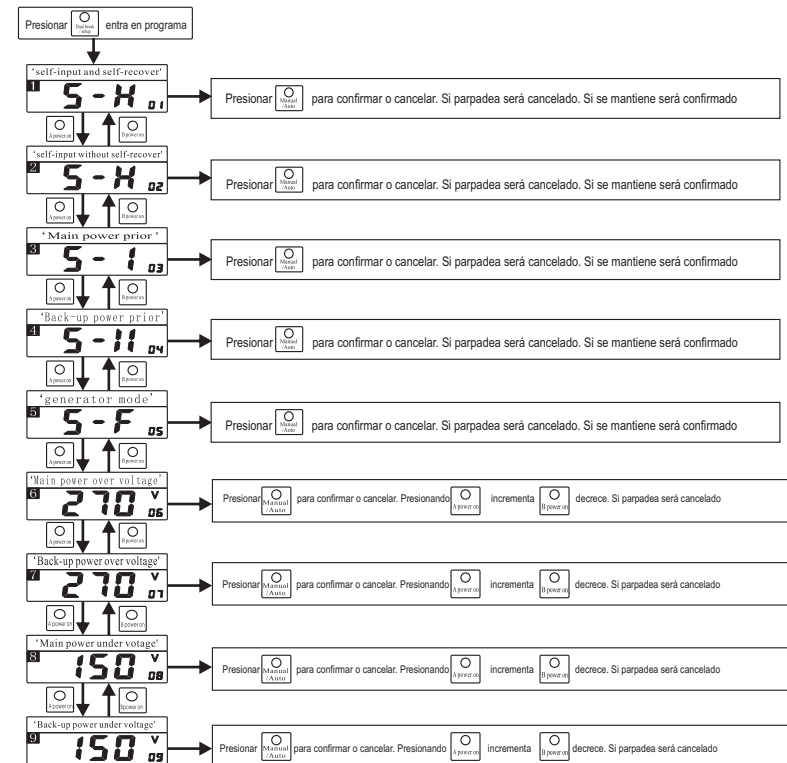 Presionar Dual break /setup entra en programa
‘self-input and self-recover'
1 S-H 01
Presionar Manual /Auto para confirmar o cancelar. Si parpadea será cancelado. Si se mantiene será confirmado
A power on B power on
‘self-input without self-recover'
2 S-H 02
Presionar Manual /Auto para confirmar o cancelar. Si parpadea será cancelado. Si se mantiene será confirmado
A power on B power on
‘Main power prior '
3 S-1 03
Presionar Manual /Auto para confirmar o cancelar. Si parpadea será cancelado. Si se mantiene será confirmado
A power on B power on
‘Back-up power prior'
4 S-11 04
Presionar Manual /Auto para confirmar o cancelar. Si parpadea será cancelado. Si se mantiene será confirmado
A power on B power on
‘generator mode’
5 S-F 05
Presionar Manual /Auto para confirmar o cancelar. Si parpadea será cancelado. Si se mantiene será confirmado
A power on B power on
‘Main power over voltage’
6 270 V 06
Presionar Manual /Auto para confirmar o cancelar. Presionando A power on incrementa B power on decrece. Si parpadea será cancelado
A power on B power on
‘Back-up power over voltage'
7 270 V 07
Presionar Manual /Auto para confirmar o cancelar. Presionando A power on incrementa B power on decrece. Si parpadea será cancelado
A power on B power on
‘Main power under votage'
8 150 V 08
Presionar Manual /Auto para confirmar o cancelar. Presionando A power on incrementa B power on decrece. Si parpadea será cancelado
A power on Bpower on
‘Back-up power under voltage'
9 150 V 09
Presionar Manual /Auto para confirmar o cancelar. Presionando A power on incrementa B power on decrece. Si parpadea será cancelado